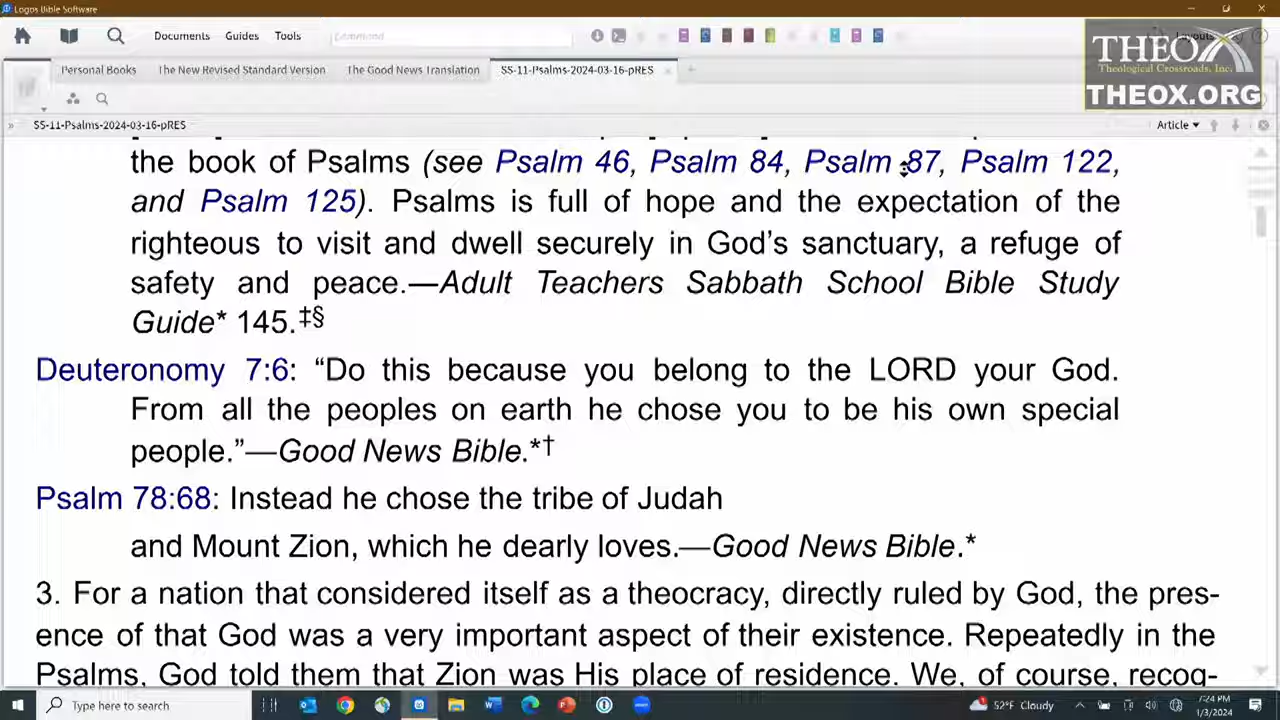 Logos Bible Software
Documents Guides Tools Command
THEOX
Theological Crossroads, Inc.
THEOX.ORG
Personal Books The New Revised Standard Version The Good News Translation SS-11-Psalms-2024-03-16-pRES
SS-11-Psalms-2024-03-16-pRES Article
the book of Psalms (see Psalm 46, Psalm 84, Psalm 87, Psalm 122,
and Psalm 125). Psalms is full of hope and the expectation of the
righteous to visit and dwell securely in God’s sanctuary, a refuge of
safety and peace.—Adult Teachers Sabbath School Bible Study
Guide* 145.‡§
Deuteronomy 7:6: “Do this because you belong to the LORD your God.
From all the peoples on earth he chose you to be his own special
people.”—Good News Bible.*†
Psalm 78:68: Instead he chose the tribe of Judah
and Mount Zion, which he dearly loves.—Good News Bible.*
3. For a nation that considered itself as a theocracy, directly ruled by God, the pres-
ence of that God was a very important aspect of their existence. Repeatedly in the
Psalms, God told them that Zion was His place of residence. We, of course, recog-
Type here to search 52°F Cloudy
7:24 PM
1/3/2024